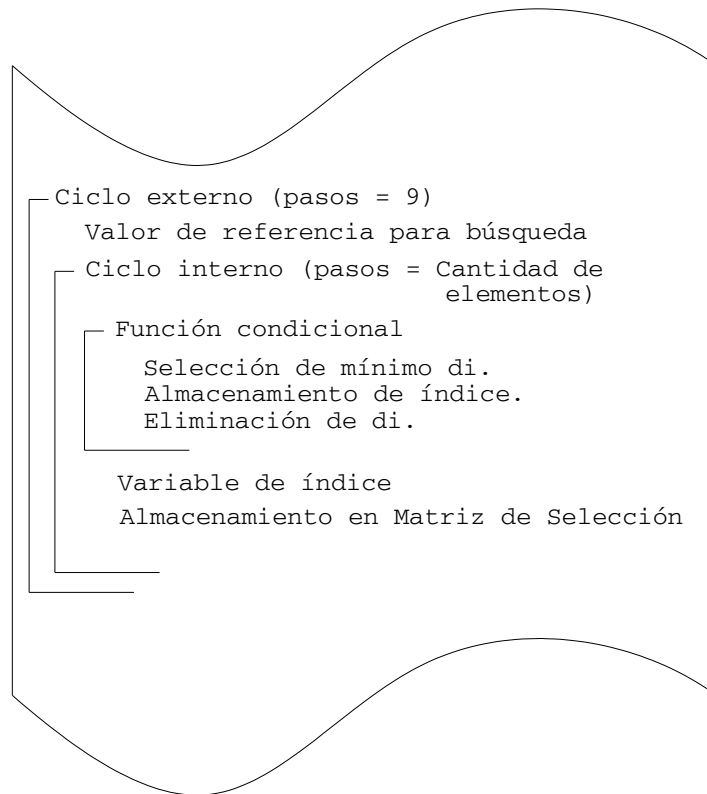 Ciclo externo (pasos = 9)
Valor de referencia para búsqueda
Ciclo interno (pasos = Cantidad de
elementos)
Función condicional
Selección de mínimo di.
Almacenamiento de índice.
Eliminación de di.
Variable de índice
Almacenamiento en Matriz de Selección